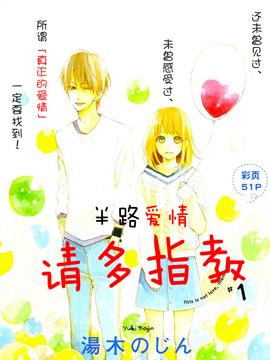 还未曾见过、
未曾感受过、
所谓「真正的爱情」
一定要找到！
彩页
51P
半路爱情
请多指教
This is not love,
#1
Yuki Nojin
湯木のじん